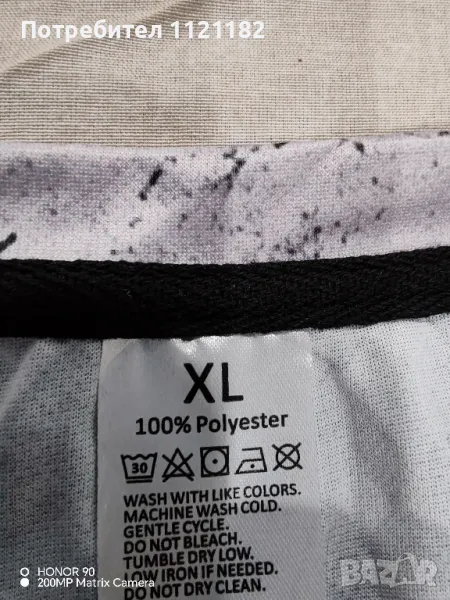 Потребител 1121182
XL
100% Polyester
30
WASH WITH LIKE COLORS.
MACHINE WASH COLD.
GENTLE CYCLE.
DO NOT BLEACH.
TUMBLE DRY LOW.
LOW IRON IF NEEDED.
DO NOT DRY CLEAN.
HONOR 90
200MP Matrix Camera
BAZAR